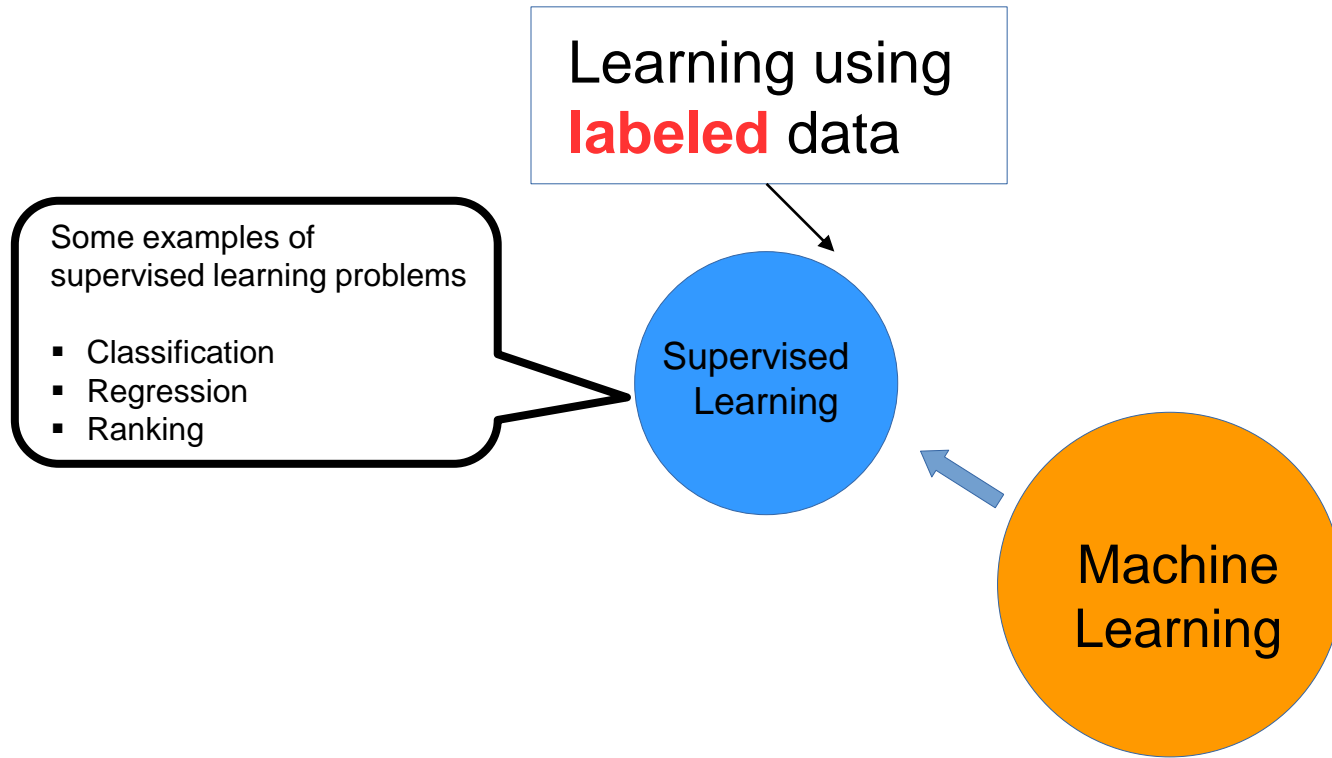 Learning using
labeled data
Some examples of
supervised learning problems
▪ Classification
▪ Regression
▪ Ranking
Supervised
Learning
Machine
Learning